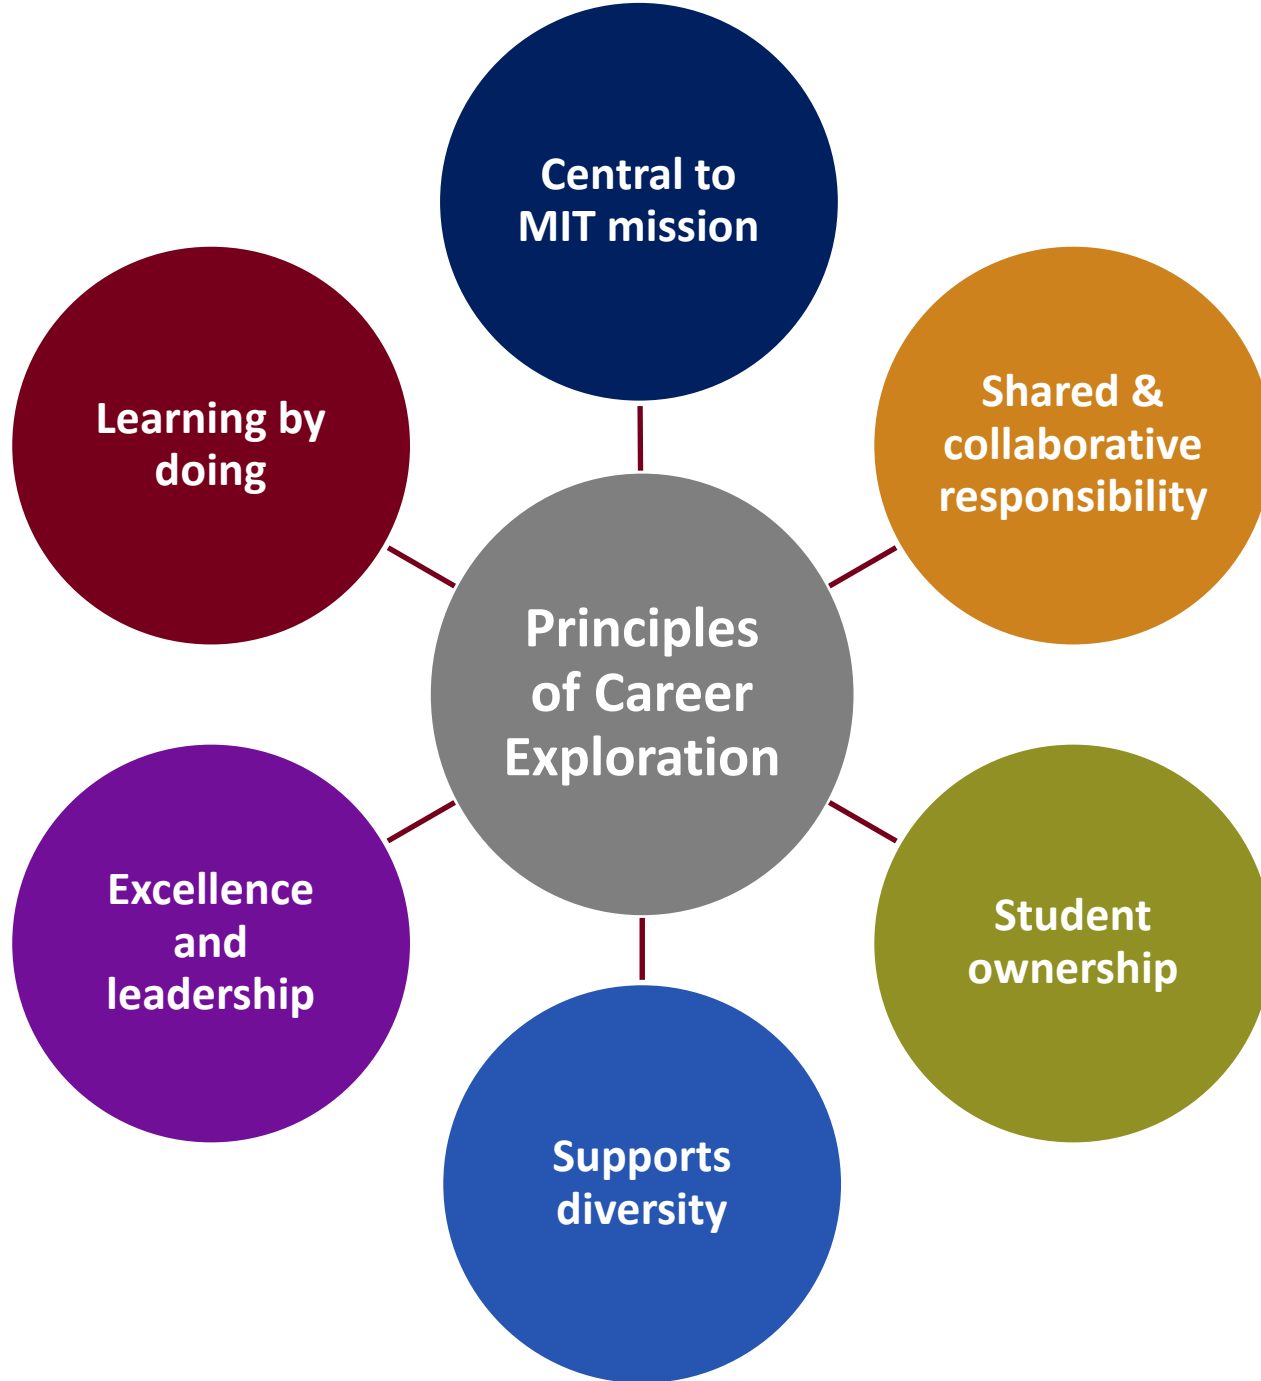 Central to
MIT mission
Shared &
collaborative
responsibility
Learning by
doing
Principles
of Career
Exploration
Excellence
and
leadership
Student
ownership
Supports
diversity